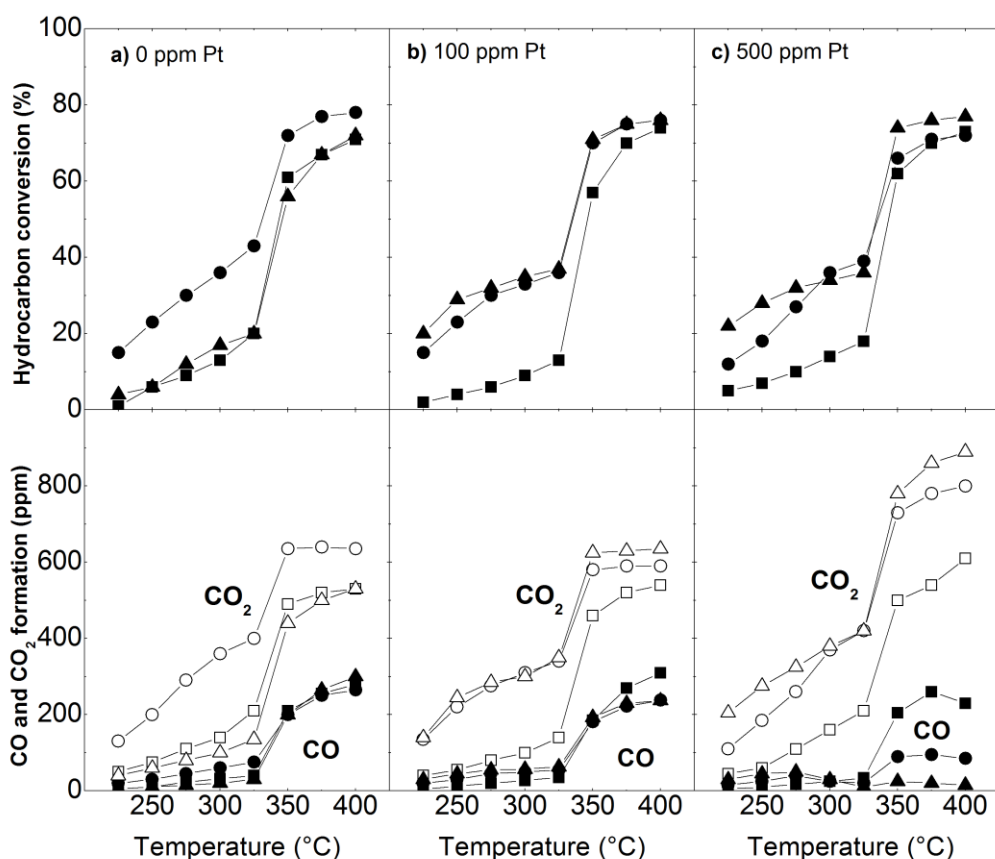 a) 0 ppm Pt
b) 100 ppm Pt
c) 500 ppm Pt
Hydrocarbon conversion (%)
100
80
60
40
20
0
CO and CO₂ formation (ppm)
800
600
400
200
0
CO₂
CO
CO₂
CO
CO₂
CO
250 300 350 400
250 300 350 400
250 300 350 400
Temperature (°C)
Temperature (°C)
Temperature (°C)